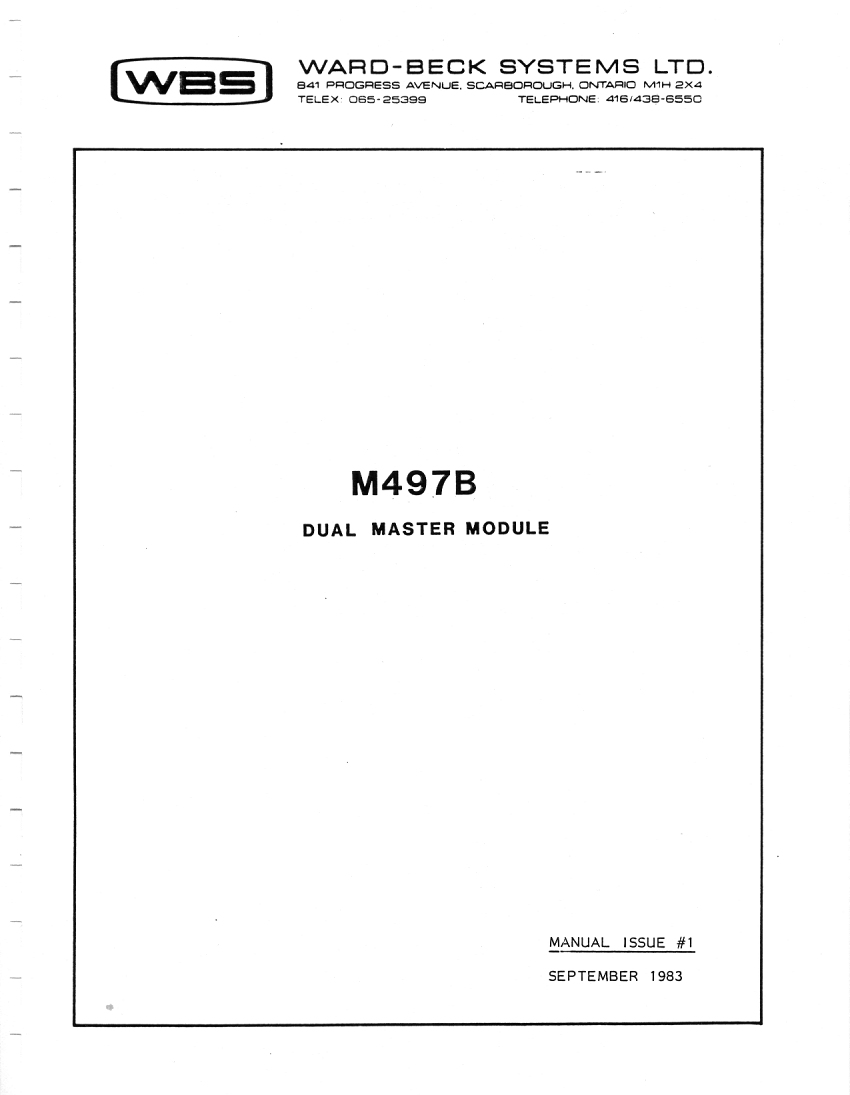 WBS
WARD-BECK SYSTEMS LTD.
841 PROGRESS AVENUE, SCARBOROUGH, ONTARIO M1H 2X4
TELEX: 065-25399 TELEPHONE: 416/438-6550
M497B
DUAL MASTER MODULE
MANUAL ISSUE #1
SEPTEMBER 1983